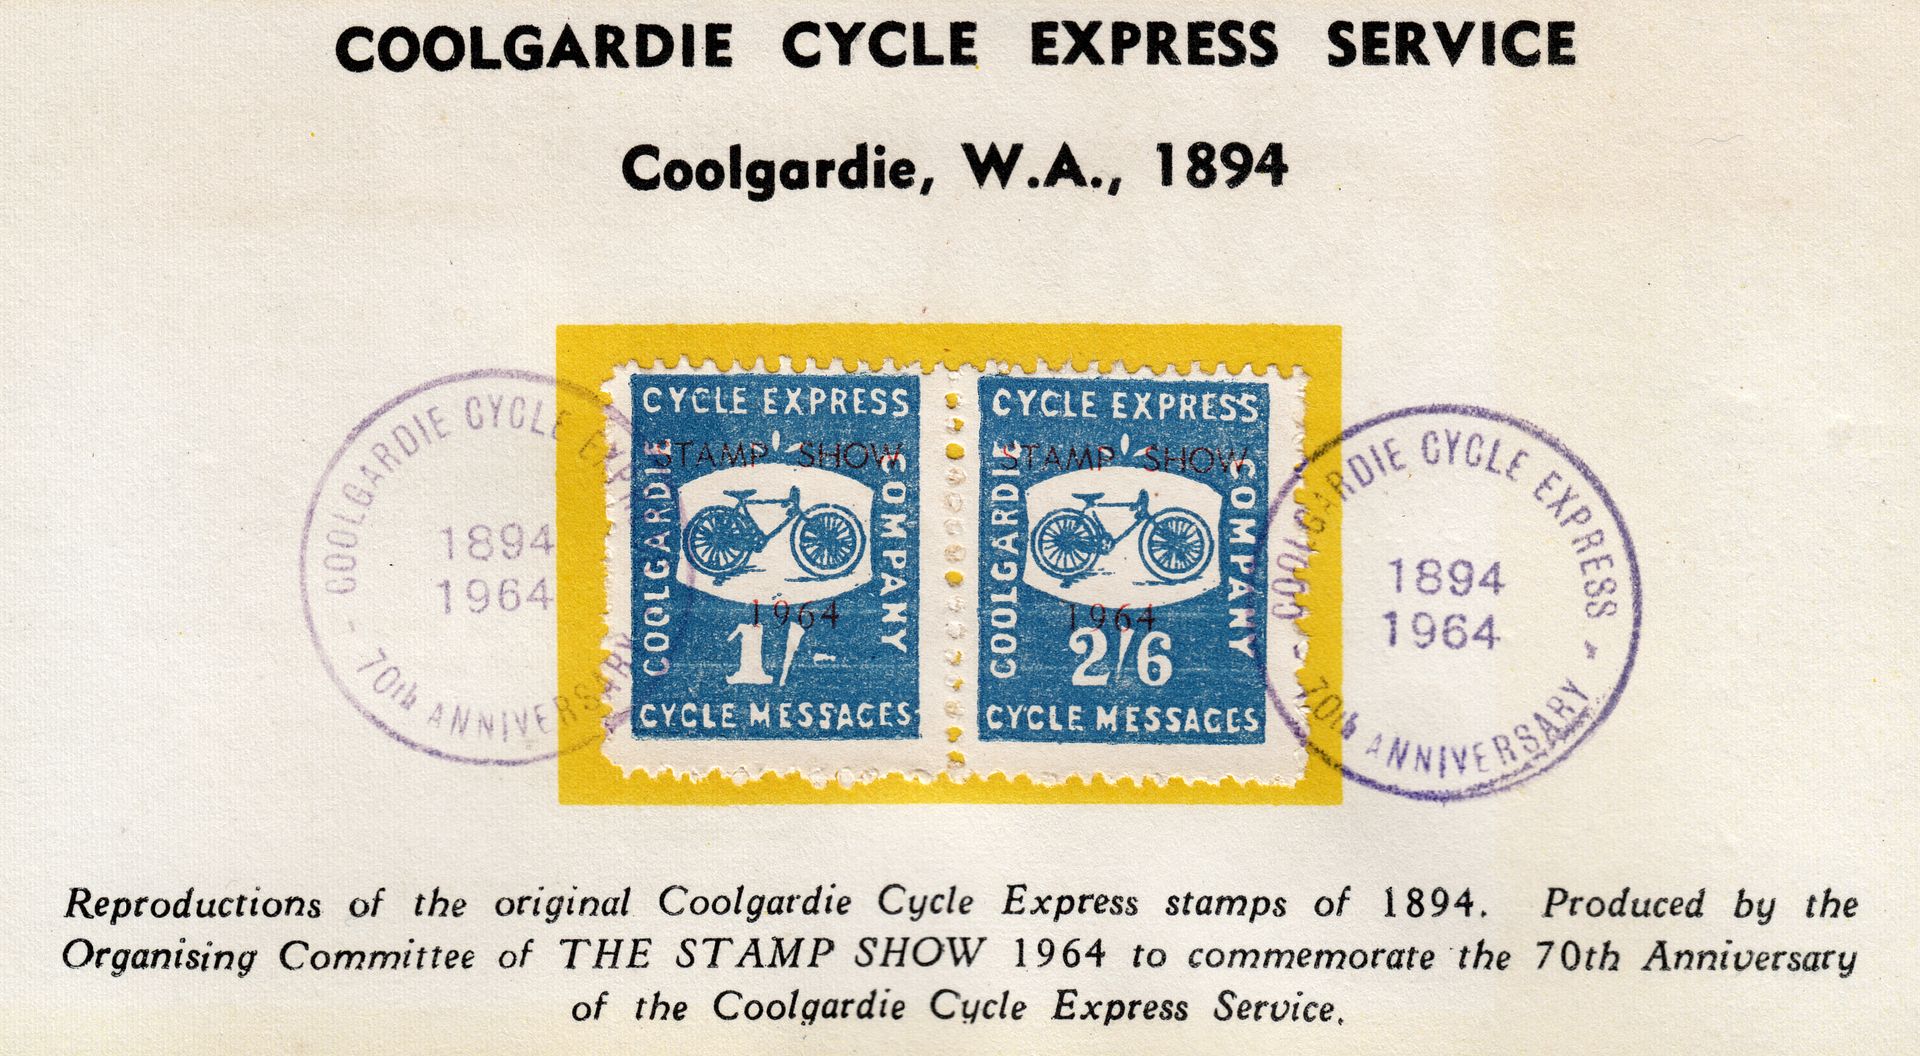 COOLGARDIE CYCLE EXPRESS SERVICE
Coolgardie, W.A., 1894
COOLGARDIE CYCLE EXPRESS
1894
1964
70th ANNIVERSARY
CYCLE EXPRESS
STAMP SHOW
COOLGARDIE
COMPANY
1964
1/-
CYCLE MESSAGES
CYCLE EXPRESS
STAMP SHOW
COOLGARDIE
COMPANY
1964
2/6
CYCLE MESSAGES
COOLGARDIE CYCLE EXPRESS
1894
1964
70th ANNIVERSARY
Reproductions of the original Coolgardie Cycle Express stamps of 1894. Produced by the
Organising Committee of THE STAMP SHOW 1964 to commemorate the 70th Anniversary
of the Coolgardie Cycle Express Service.